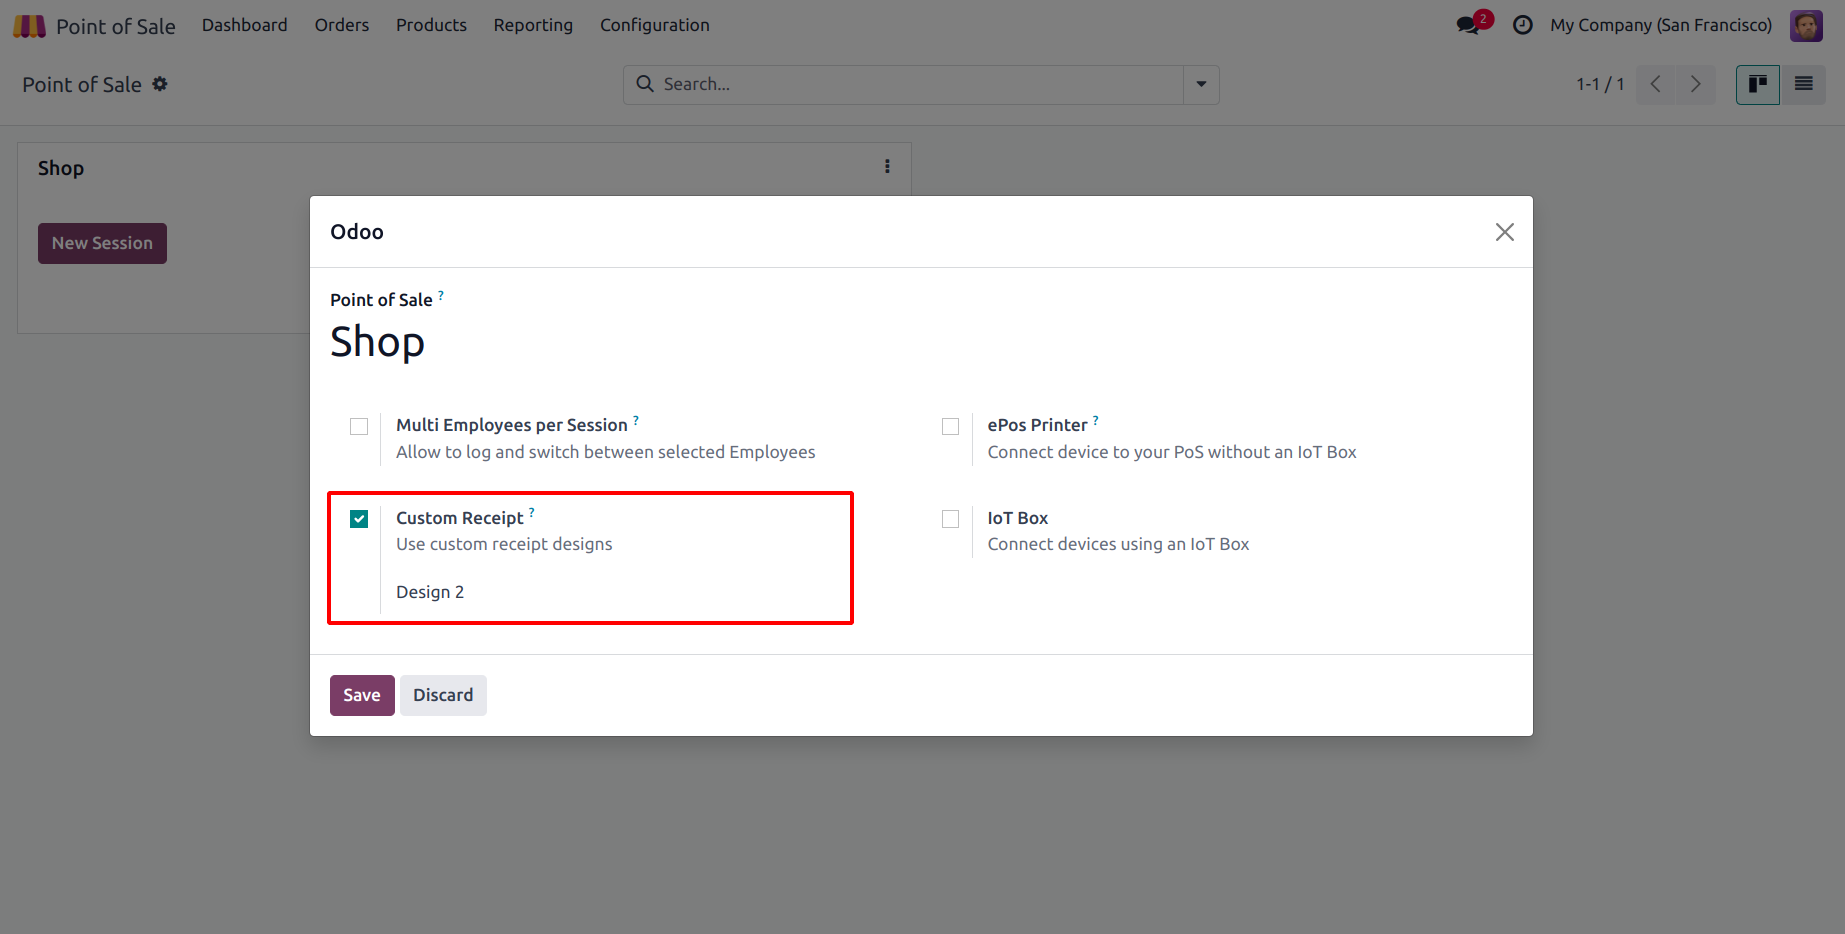 Point of Sale Dashboard Orders Products Reporting Configuration 2 My Company (San Francisco)
Point of Sale Search... 1-1 / 1
Shop
New Session
Odoo
Point of Sale ?
Shop
Multi Employees per Session ?
Allow to log and switch between selected Employees
ePos Printer ?
Connect device to your PoS without an IoT Box
Custom Receipt ?
Use custom receipt designs
Design 2
IoT Box
Connect devices using an IoT Box
Save Discard